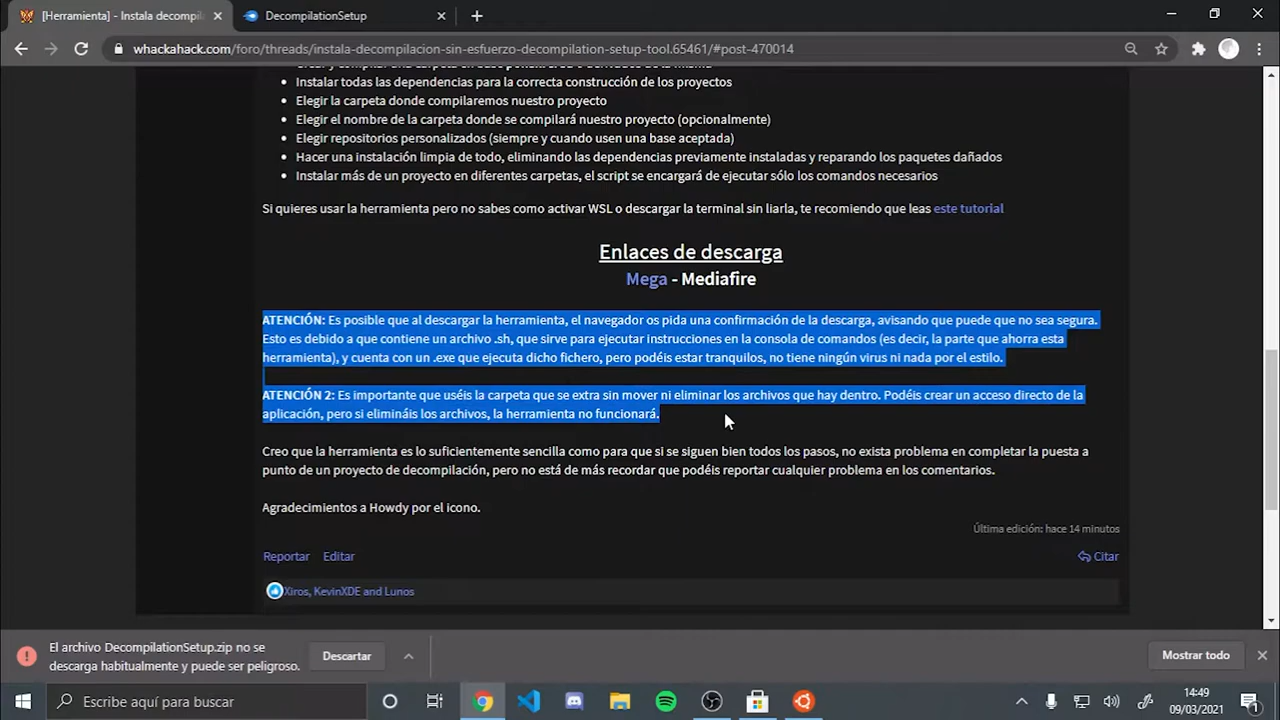 [Herramienta] - Instala decompil
DecompilationSetup
whackahack.com/foro/threads/instala-decompilacion-sin-esfuerzo-decompilation-setup-tool.65461/#post-470014
Instalar todas las dependencias para la correcta construcción de los proyectos
Elegir la carpeta donde compilaremos nuestro proyecto
Elegir el nombre de la carpeta donde se compilará nuestro proyecto (opcionalmente)
Elegir repositorios personalizados (siempre y cuando usen una base aceptada)
Hacer una instalación limpia de todo, eliminando las dependencias previamente instaladas y reparando los paquetes dañados
Instalar más de un proyecto en diferentes carpetas, el script se encargará de ejecutar sólo los comandos necesarios
Si quieres usar la herramienta pero no sabes como activar WSL o descargar la terminal sin liarla, te recomiendo que leas este tutorial
Enlaces de descarga
Mega - Mediafire
ATENCIÓN: Es posible que al descargar la herramienta, el navegador os pida una confirmación de la descarga, avisando que puede que no sea segura.
Esto es debido a que contiene un archivo .sh, que sirve para ejecutar instrucciones en la consola de comandos (es decir, la parte que ahorra esta
herramienta), y cuenta con un .exe que ejecuta dicho fichero, pero podéis estar tranquilos, no tiene ningún virus ni nada por el estilo.
ATENCIÓN 2: Es importante que uséis la carpeta que se extra sin mover ni eliminar los archivos que hay dentro. Podéis crear un acceso directo de la
aplicación, pero si elimináis los archivos, la herramienta no funcionará.
Creo que la herramienta es lo suficientemente sencilla como para que si se siguen bien todos los pasos, no exista problema en completar la puesta a
punto de un proyecto de decompilación, pero no está de más recordar que podéis reportar cualquier problema en los comentarios.
Agradecimientos a Howdy por el icono.
Última edición: hace 14 minutos
Reportar Editar
Citar
Xiros, KevinXDE and Lunos
El archivo DecompilationSetup.zip no se
descarga habitualmente y puede ser peligroso.
Descartar
Mostrar todo
Escribe aquí para buscar
14:49
09/03/2021